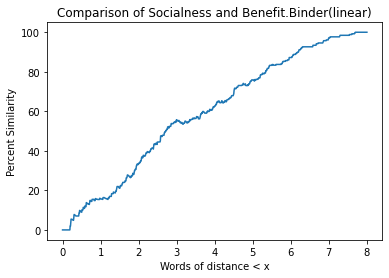 Comparison of Socialness and Benefit.Binder(linear)
100
80
60
40
20
0
Percent Similarity
0 1 2 3 4 5 6 7 8
Words of distance < x